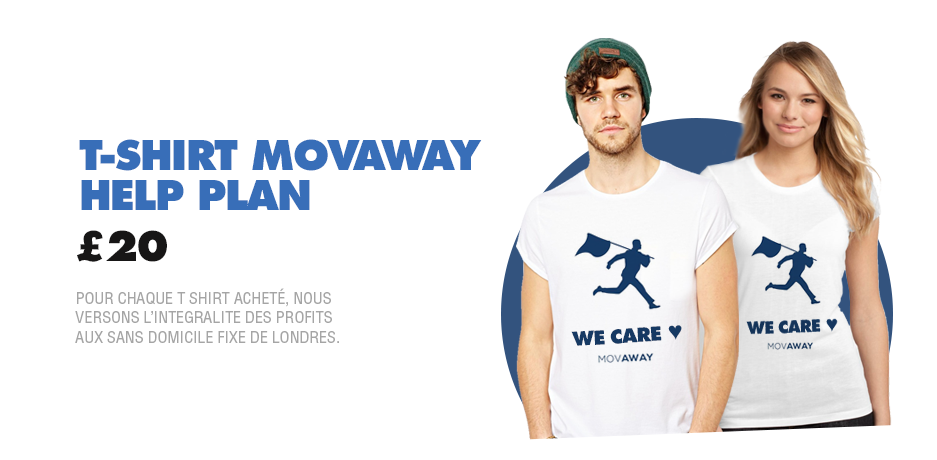 T-SHIRT MOVAWAY
HELP PLAN
£20
POUR CHAQUE T SHIRT ACHETÉ, NOUS
VERSONS L'INTEGRALITE DES PROFITS
AUX SANS DOMICILE FIXE DE LONDRES.
WE CARE ♥
MOVAWAY
WE CARE ♥
MOVAWAY